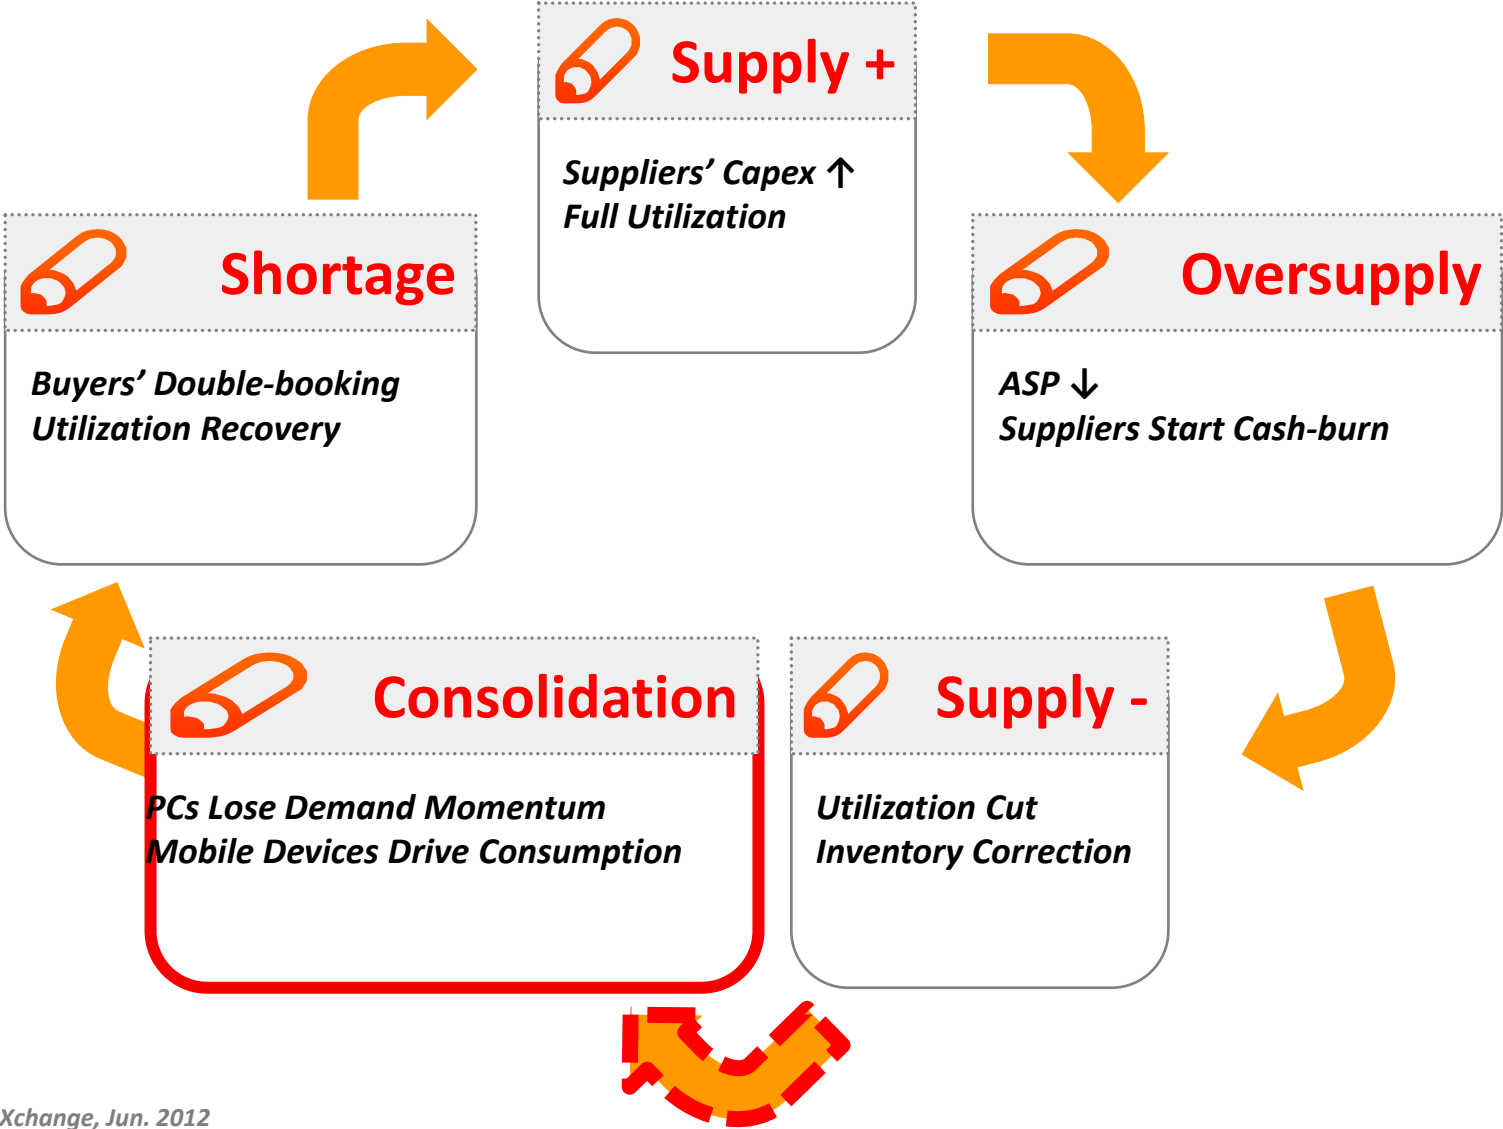 Supply +
Suppliers’ Capex ↑
Full Utilization
Shortage
Buyers’ Double-booking
Utilization Recovery
Oversupply
ASP ↓
Suppliers Start Cash-burn
Consolidation
PCs Lose Demand Momentum
Mobile Devices Drive Consumption
Supply -
Utilization Cut
Inventory Correction
Xchange, Jun. 2012